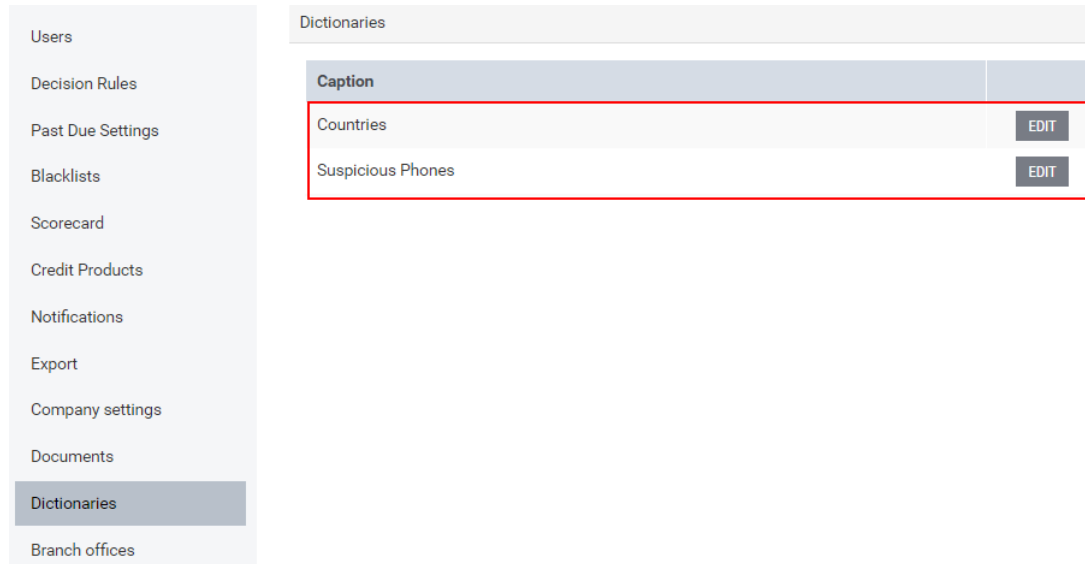 Users
Decision Rules
Past Due Settings
Blacklists
Scorecard
Credit Products
Notifications
Export
Company settings
Documents
Dictionaries
Branch offices
Dictionaries
Caption
Countries EDIT
Suspicious Phones EDIT